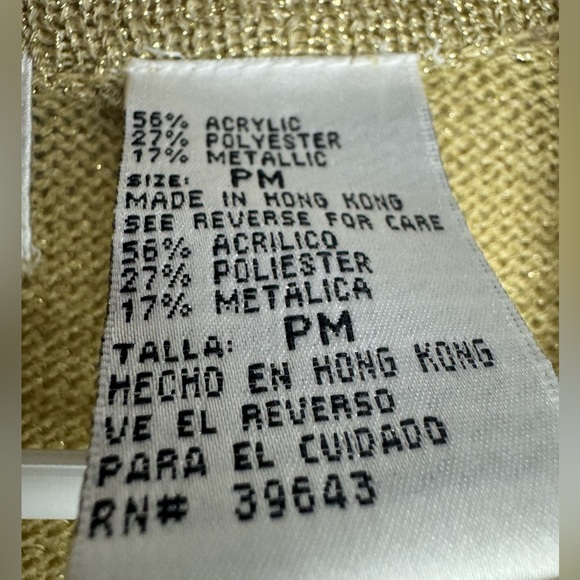 56% ACRYLIC
27% POLYESTER
17% METALLIC
SIZE: PM
MADE IN HONG KONG
SEE REVERSE FOR CARE
56% ACRILICO
27% POLIESTER
17% METALICA
TALLA: PM
HECHO EN HONG KONG
VE EL REVERSO
PARA EL CUIDADO
RN# 39643